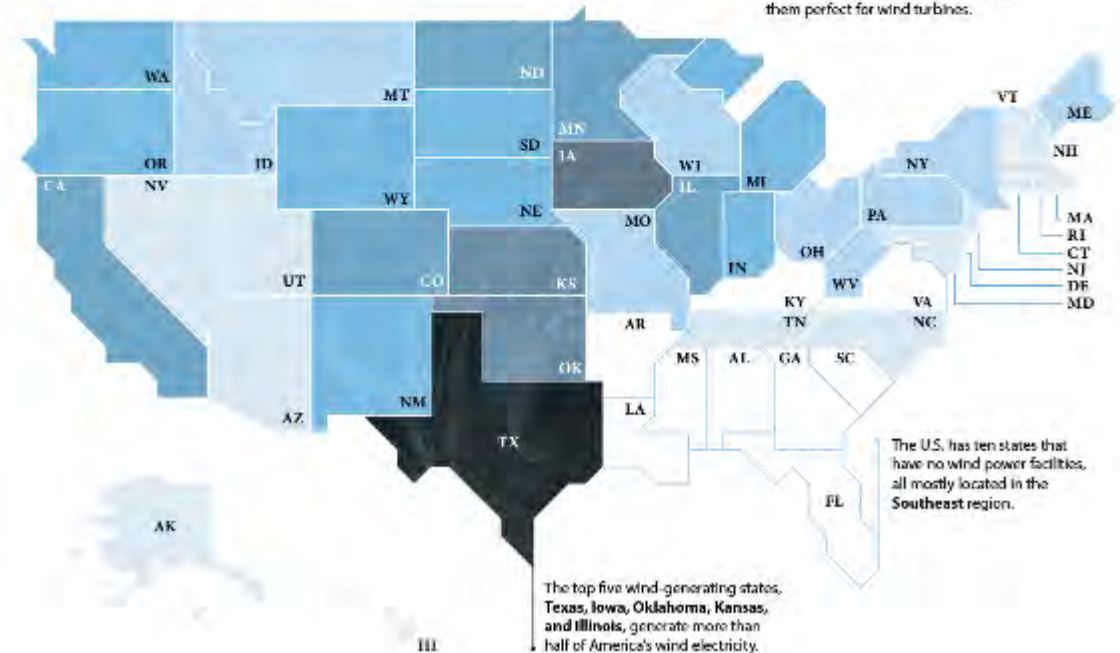 them perfect for wind turbines.
WA
MT
ND
MN
OR
ID
WY
SD
NE
IA
WI
MI
NY
VT
ME
NH
CA
NV
UT
CO
KS
MO
IL
IN
OH
PA
WV
MA
RI
CT
NJ
DE
MD
KY
VA
TN
NC
AR
OK
AZ
NM
TX
LA
MS
AL
GA
SC
FL
The U.S. has ten states that
have no wind power facilities,
all mostly located in the
Southeast region.
AK
HI
The top five wind-generating states,
Texas, Iowa, Oklahoma, Kansas,
and Illinois, generate more than
half of America's wind electricity.